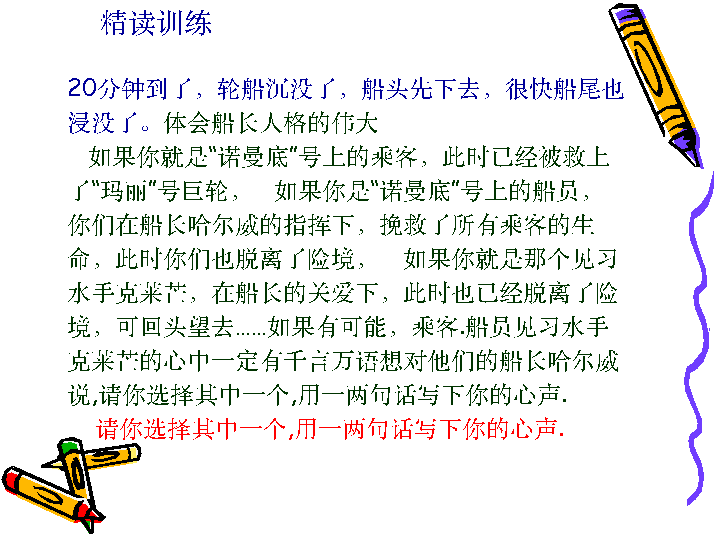 精读训练
20分钟到了，轮船沉没了，船头先下去，很快船尾也
浸没了。体会船长人格的伟大
如果你就是“诺曼底”号上的乘客，此时已经被救上
了“玛丽”号巨轮， 如果你是“诺曼底”号上的船员，
你们在船长哈尔威的指挥下，挽救了所有乘客的生
命，此时你们也脱离了险境， 如果你就是那个见习
水手克莱芒，在船长的关爱下，此时也已经脱离了险
境，可回头望去……如果有可能，乘客.船员见习水手
克莱芒的心中一定有千言万语想对他们的船长哈尔威
说,请你选择其中一个,用一两句话写下你的心声.
请你选择其中一个,用一两句话写下你的心声.